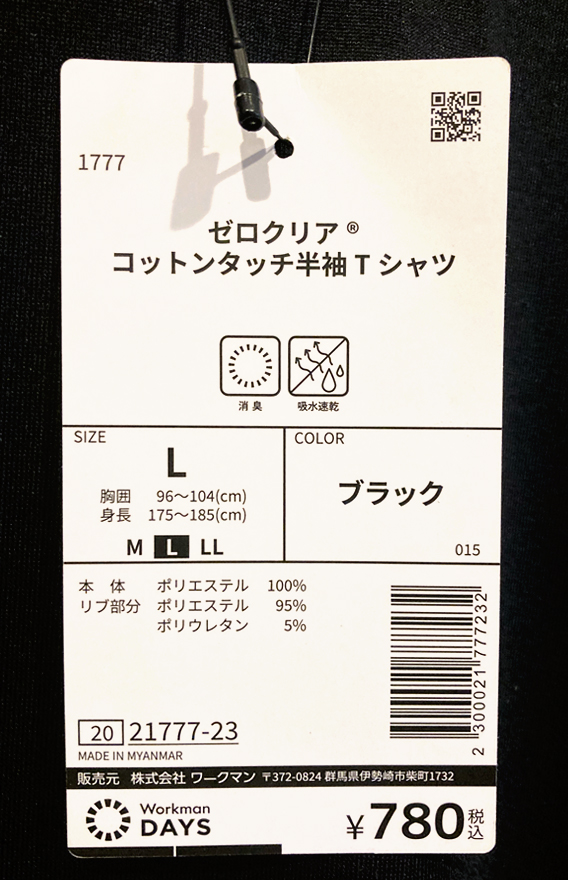 1777
ゼロクリア®
コットンタッチ半袖Tシャツ
消臭 吸水速乾
SIZE
L
胸囲 96〜104(cm)
身長 175〜185(cm)
M L LL
COLOR
ブラック
015
本体 ポリエステル 100%
リブ部分 ポリエステル 95%
ポリウレタン 5%
2 300021 777232
20 21777-23
MADE IN MYANMAR
販売元 株式会社 ワークマン 〒372-0824 群馬県伊勢崎市柴町1732
Workman
DAYS
¥780税込